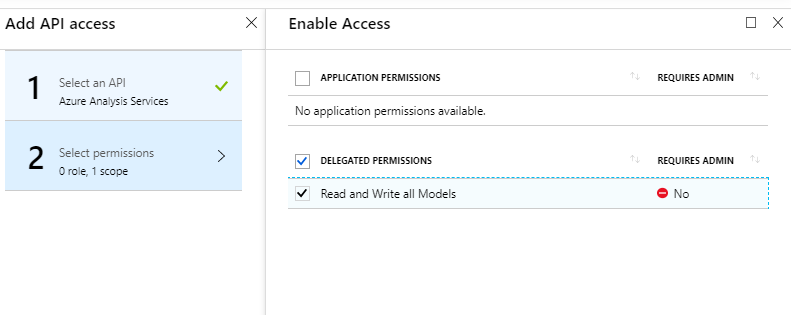 Add API access
Enable Access
1
Select an API
Azure Analysis Services
2
Select permissions
0 role, 1 scope
APPLICATION PERMISSIONS
REQUIRES ADMIN
No application permissions available.
DELEGATED PERMISSIONS
REQUIRES ADMIN
Read and Write all Models
No